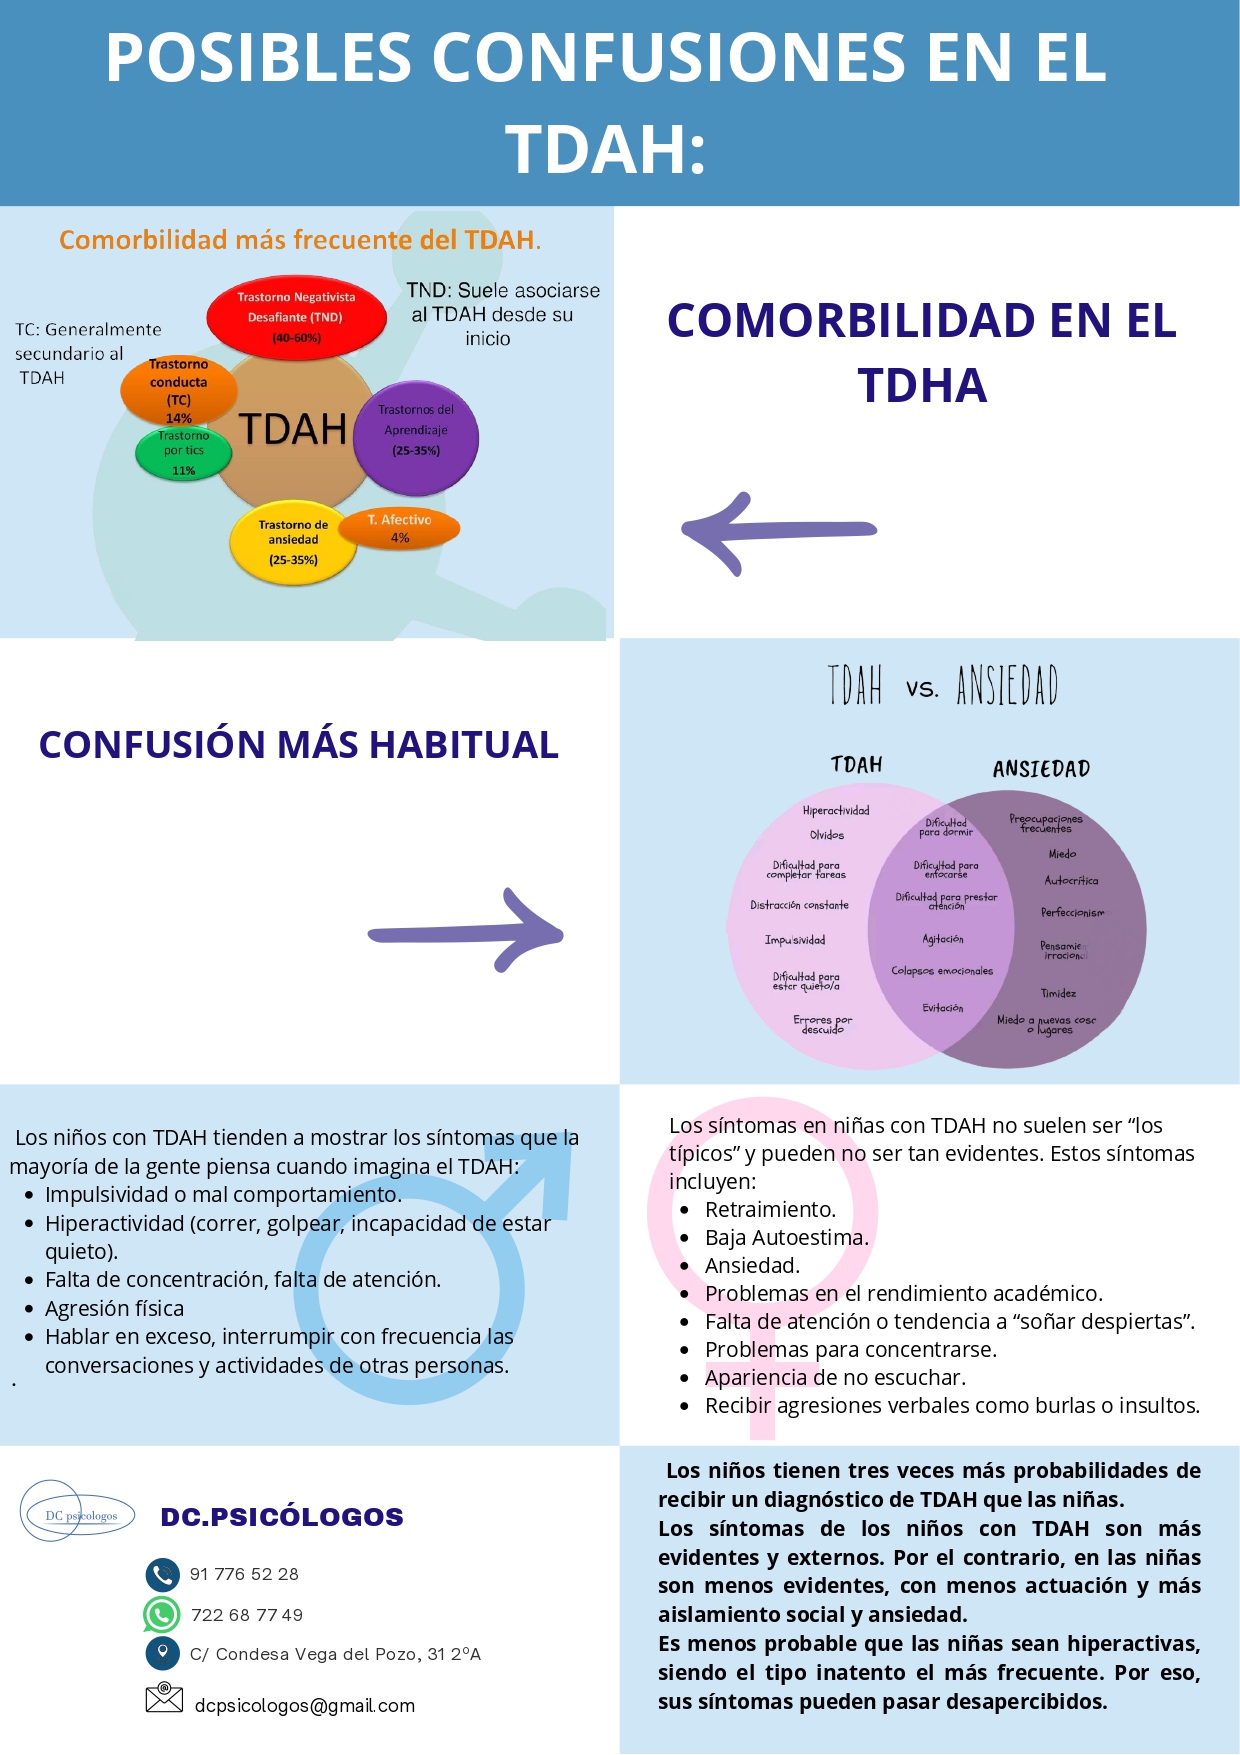 POSIBLES CONFUSIONES EN EL
TDAH:
Comorbilidad más frecuente del TDAH.
Trastorno Negativista
Desafiante (TND)
(40-60%)
TND: Suele asociarse
al TDAH desde su
inicio
TC: Generalmente
secundario al
TDAH
Trastorno
conducta
(TC)
14%
Trastorno
por tics
11%
TDAH
Trastornos del
Aprendizaje
(25-35%)
Trastorno de
ansiedad
(25-35%)
T. Afectivo
4%
COMORBILIDAD EN EL
TDHA
CONFUSIÓN MÁS HABITUAL
TDAH vs. ANSIEDAD
TDAH
Hiperactividad
Olvidos
Dificultad para
completar tareas
Distracción constante
Impulsividad
Dificultad para
estar quieto/a
Errores por
descuido
Dificultad
para dormir
Dificultad para
enfocarse
Dificultad para prestar
atención
Agitación
Colapsos emocionales
Evitación
ANSIEDAD
Preocupaciones
frecuentes
Miedo
Autocrítica
Perfeccionism
Pensamie
irracion
Timidez
Miedo a nuevas cosc
o lugares
Los niños con TDAH tienden a mostrar los síntomas que la
mayoría de la gente piensa cuando imagina el TDAH:
• Impulsividad o mal comportamiento.
• Hiperactividad (correr, golpear, incapacidad de estar
quieto).
• Falta de concentración, falta de atención.
• Agresión física
• Hablar en exceso, interrumpir con frecuencia las
conversaciones y actividades de otras personas.
.
Los síntomas en niñas con TDAH no suelen ser “los
típicos” y pueden no ser tan evidentes. Estos síntomas
incluyen:
• Retraimiento.
• Baja Autoestima.
• Ansiedad.
• Problemas en el rendimiento académico.
• Falta de atención o tendencia a “soñar despiertas”.
• Problemas para concentrarse.
• Apariencia de no escuchar.
• Recibir agresiones verbales como burlas o insultos.
DC psicologos
DC.PSICÓLOGOS
91 776 52 28
722 68 77 49
C/ Condesa Vega del Pozo, 31 2ºA
dcpsicologos@gmail.com
Los niños tienen tres veces más probabilidades de
recibir un diagnóstico de TDAH que las niñas.
Los síntomas de los niños con TDAH son más
evidentes y externos. Por el contrario, en las niñas
son menos evidentes, con menos actuación y más
aislamiento social y ansiedad.
Es menos probable que las niñas sean hiperactivas,
siendo el tipo inatento el más frecuente. Por eso,
sus síntomas pueden pasar desapercibidos.